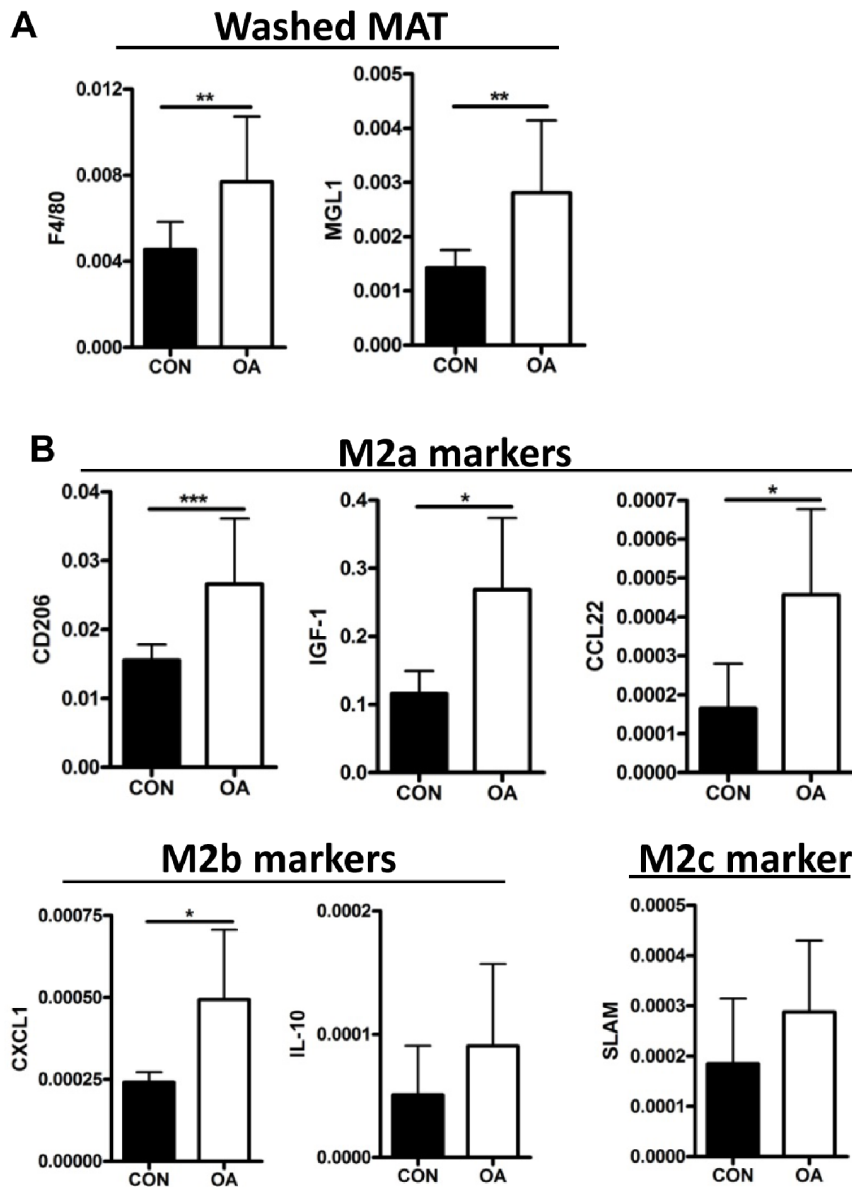 A
Washed MAT
F4/80
0.012
0.008
0.004
0.000
**
CON OA
MGL1
0.005
0.004
0.003
0.002
0.001
0.000
**
CON OA
B
M2a markers
CD206
0.04
0.03
0.02
0.01
0.00
***
CON OA
IGF-1
0.4
0.3
0.2
0.1
0.0
*
CON OA
CCL22
0.0007
0.0006
0.0005
0.0004
0.0003
0.0002
0.0001
0.0000
*
CON OA
M2b markers
CXCL1
0.00075
0.00050
0.00025
0.00000
*
CON OA
IL-10
0.0002
0.0001
0.0000
CON OA
M2c marker
SLAM
0.0005
0.0004
0.0003
0.0002
0.0001
0.0000
CON OA